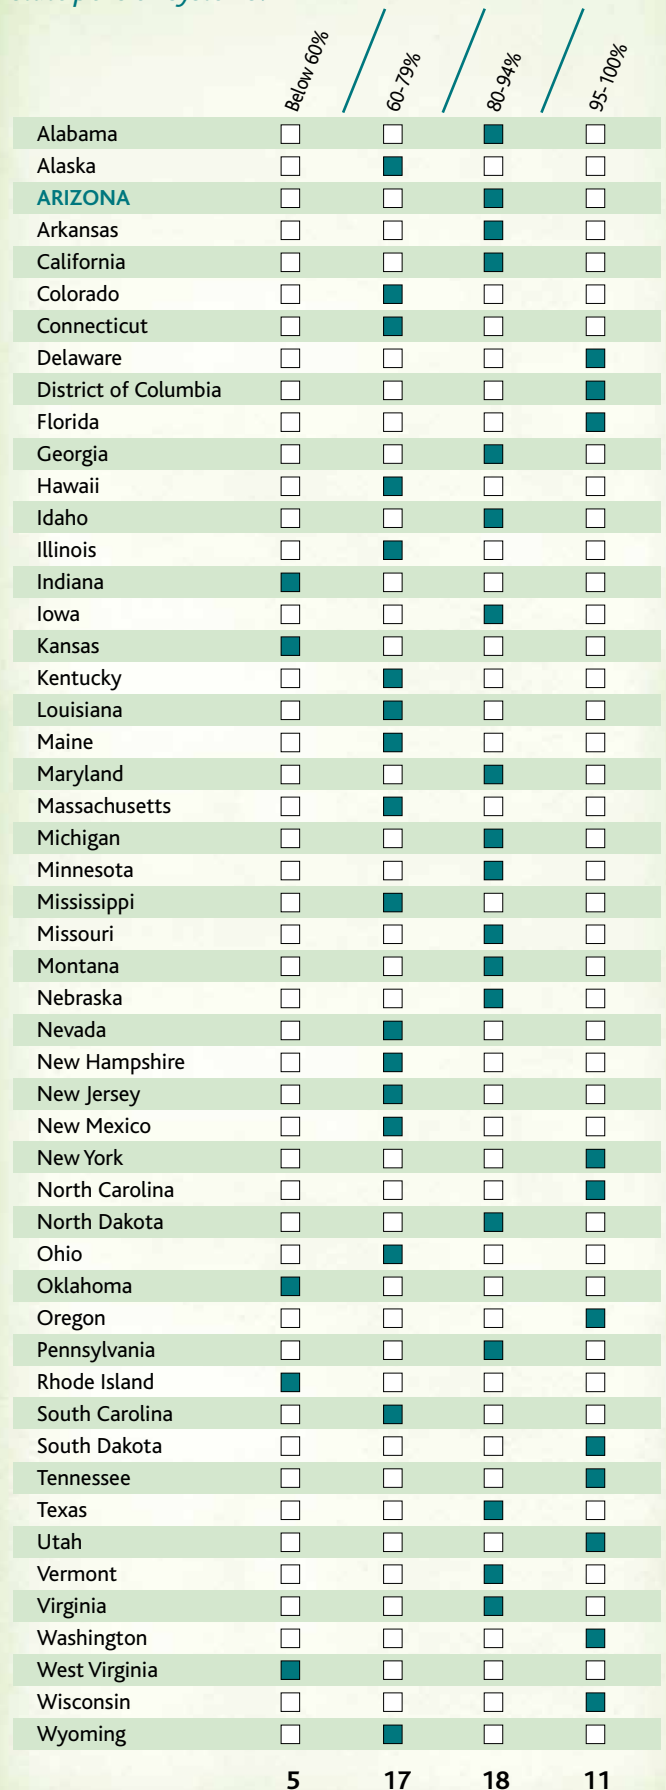 Below 60%
60-79%
80-94%
95-100%
Alabama
Alaska
ARIZONA
Arkansas
California
Colorado
Connecticut
Delaware
District of Columbia
Florida
Georgia
Hawaii
Idaho
Illinois
Indiana
Iowa
Kansas
Kentucky
Louisiana
Maine
Maryland
Massachusetts
Michigan
Minnesota
Mississippi
Missouri
Montana
Nebraska
Nevada
New Hampshire
New Jersey
New Mexico
New York
North Carolina
North Dakota
Ohio
Oklahoma
Oregon
Pennsylvania
Rhode Island
South Carolina
South Dakota
Tennessee
Texas
Utah
Vermont
Virginia
Washington
West Virginia
Wisconsin
Wyoming
5 17 18 11